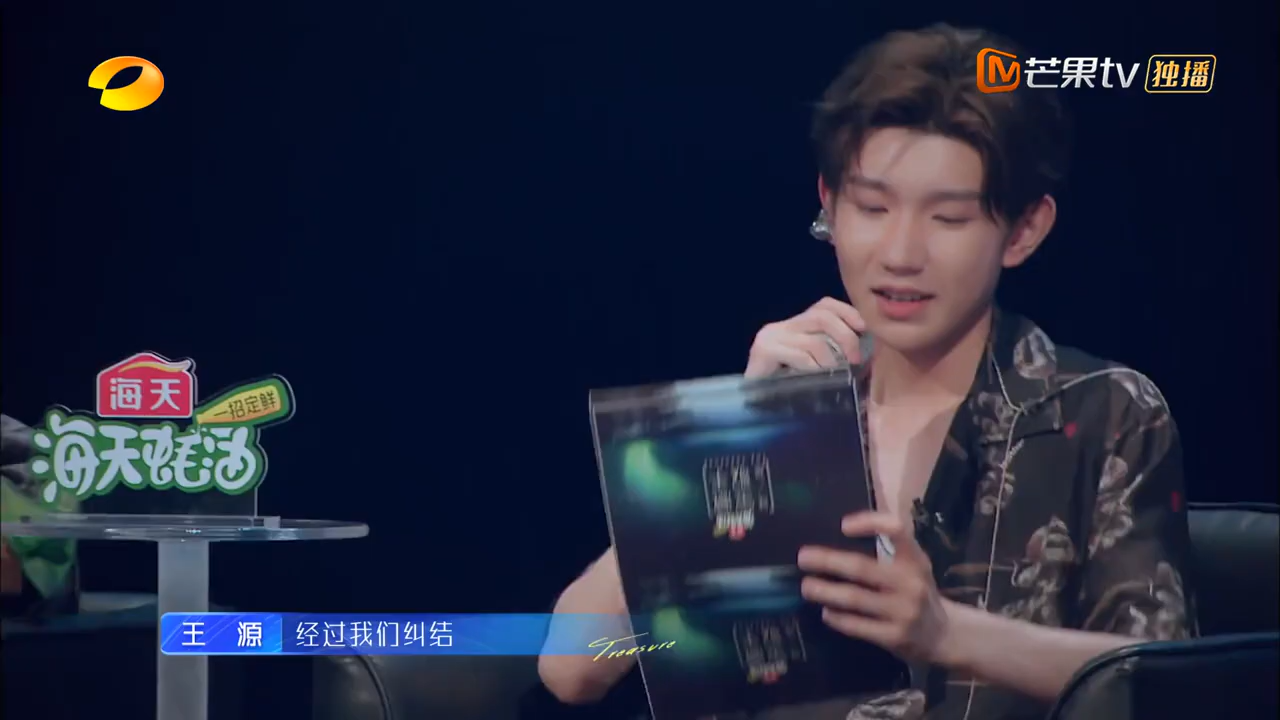 芒果tv 独播
海天
一招定鲜
海天蚝油
王 源 经过我们纠结
Treasure